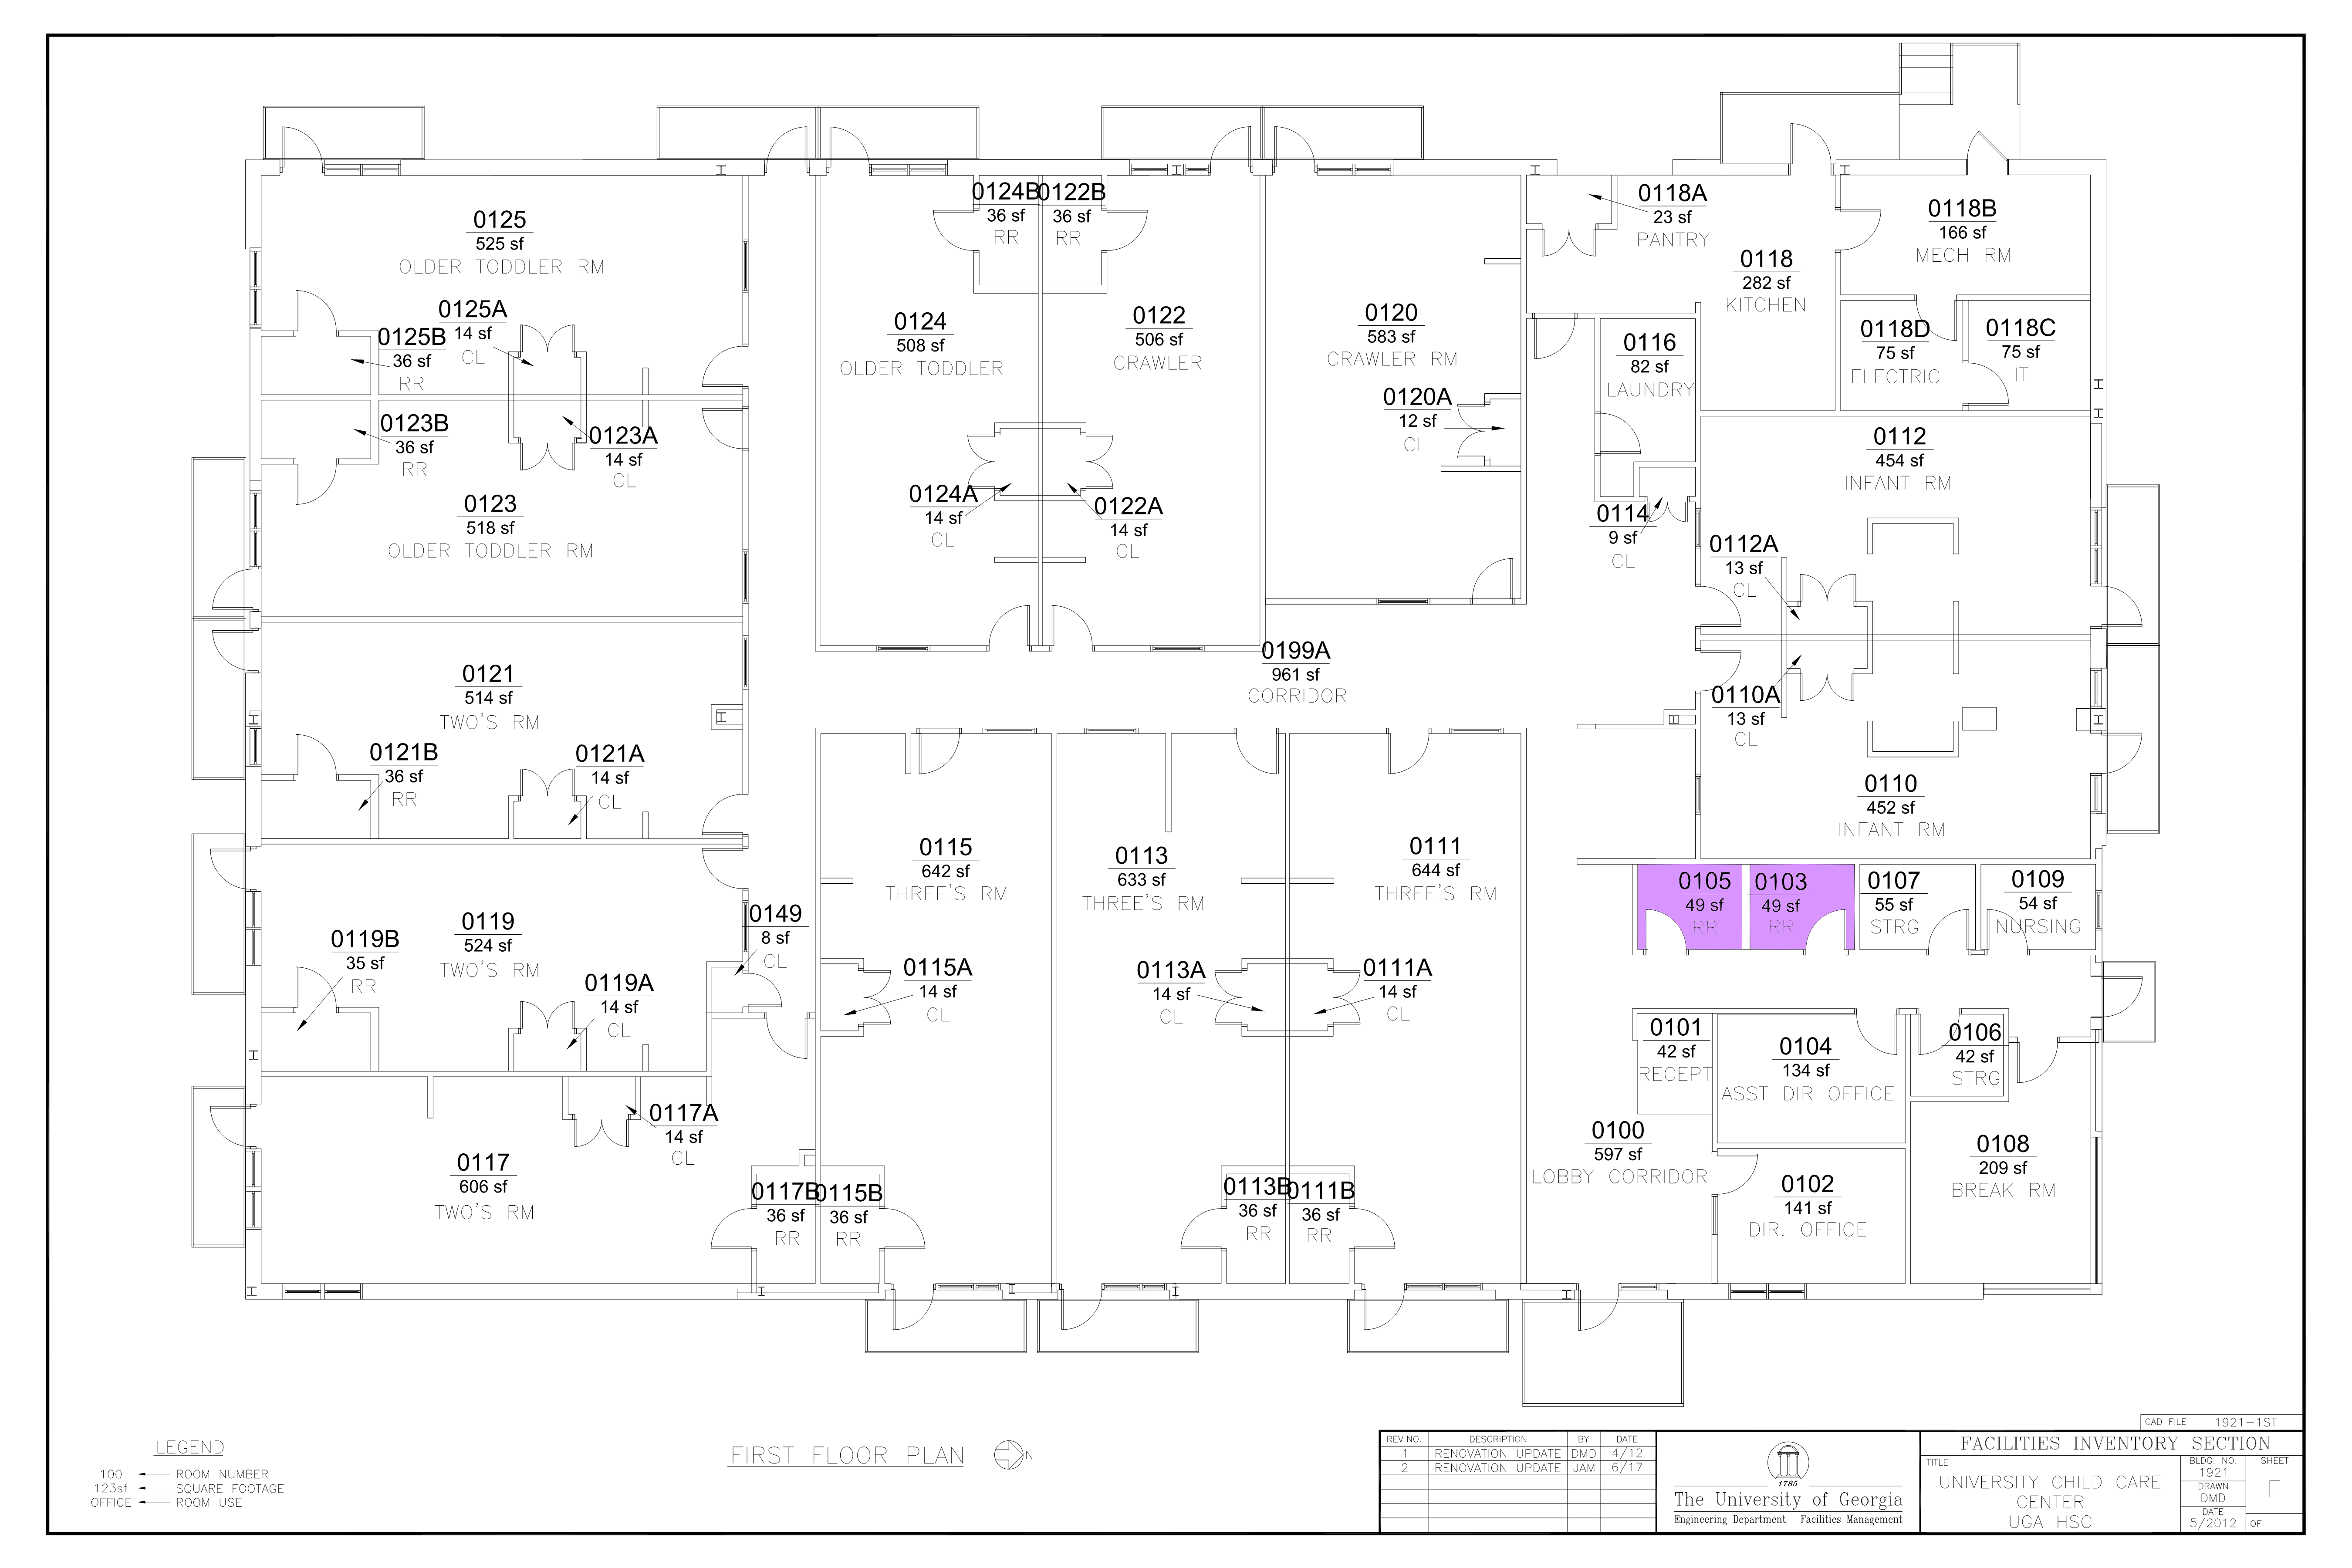 0125
525 sf
OLDER TODDLER RM
0125A
14 sf
CL
0125B
36 sf
RR
0123B
36 sf
RR
0123A
14 sf
CL
0123
518 sf
OLDER TODDLER RM
0121
514 sf
TWO'S RM
0121B
36 sf
RR
0121A
14 sf
CL
0119
524 sf
TWO'S RM
0119B
35 sf
RR
0119A
14 sf
CL
0149
8 sf
CL
0117
606 sf
TWO'S RM
0117A
14 sf
CL
0117B
36 sf
RR
0115B
36 sf
RR
0124B
36 sf
RR
0122B
36 sf
RR
0124
508 sf
OLDER TODDLER
0122
506 sf
CRAWLER
0124A
14 sf
CL
0122A
14 sf
CL
0120
583 sf
CRAWLER RM
0120A
12 sf
CL
0199A
961 sf
CORRIDOR
0115
642 sf
THREE'S RM
0115A
14 sf
CL
0113
633 sf
THREE'S RM
0113A
14 sf
CL
0111A
14 sf
CL
0111
644 sf
THREE'S RM
0113B
36 sf
RR
0111B
36 sf
RR
0118A
23 sf
PANTRY
0118
282 sf
KITCHEN
0118B
166 sf
MECH RM
0118D
75 sf
ELECTRIC
0118C
75 sf
IT
0116
82 sf
LAUNDRY
0114
9 sf
CL
0112
454 sf
INFANT RM
0112A
13 sf
CL
0110A
13 sf
CL
0110
452 sf
INFANT RM
0105
49 sf
RR
0103
49 sf
RR
0107
55 sf
STRG
0109
54 sf
NURSING
0101
42 sf
RECEPT
0104
134 sf
ASST DIR OFFICE
0106
42 sf
STRG
0100
597 sf
LOBBY CORRIDOR
0102
141 sf
DIR. OFFICE
0108
209 sf
BREAK RM
LEGEND
100 ROOM NUMBER
123sf SQUARE FOOTAGE
OFFICE ROOM USE
FIRST FLOOR PLAN N
REV.NO. DESCRIPTION BY DATE
1 RENOVATION UPDATE DMD 4/12
2 RENOVATION UPDATE JAM 6/17
1785
The University of Georgia
Engineering Department Facilities Management
CAD FILE 1921-1ST
FACILITIES INVENTORY SECTION
TITLE
UNIVERSITY CHILD CARE
CENTER
UGA HSC
BLDG. NO.
1921
DRAWN
DMD
DATE
5/2012
SHEET
F
OF